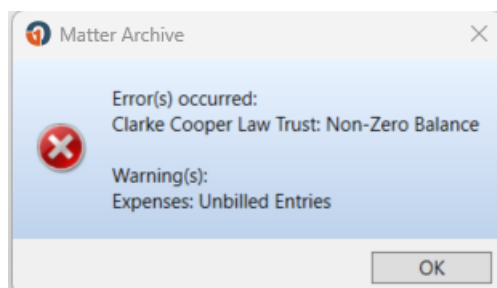 Matter Archive
Error(s) occurred:
Clarke Cooper Law Trust: Non-Zero Balance
Warning(s):
Expenses: Unbilled Entries
OK